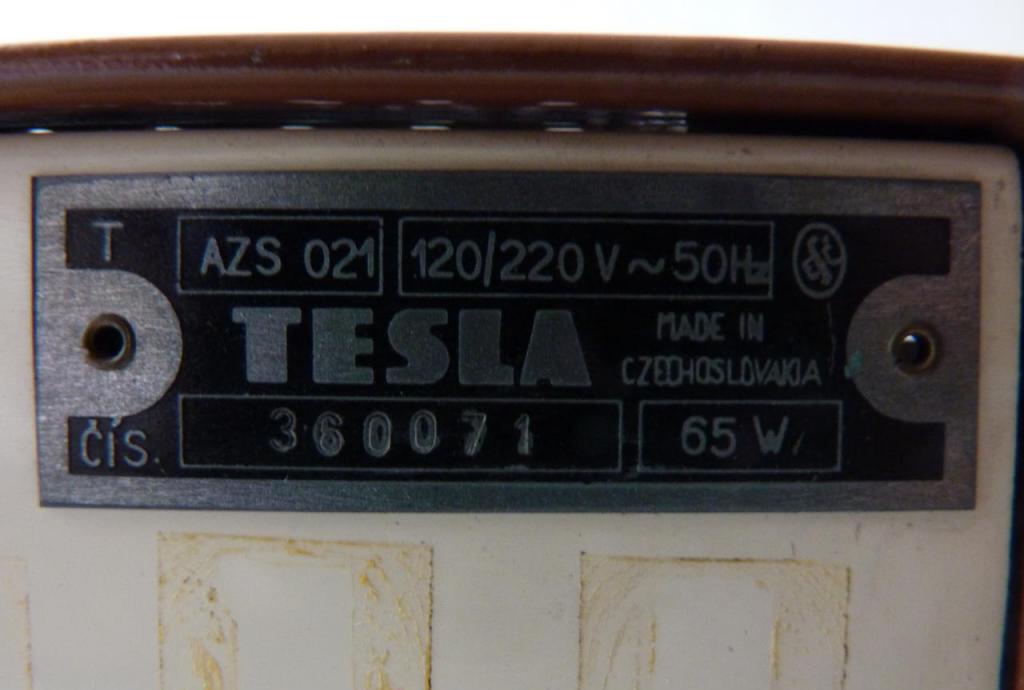 T AZS 021 120/220 V ~ 50Hz
TESLA MADE IN
CZECHOSLOVAKIA
ČÍS. 360071 65 W